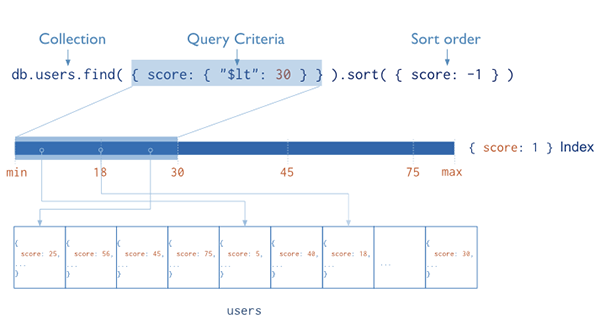 Collection Query Criteria Sort order
db.users.find( { score: { "$lt": 30 } } ).sort( { score: -1 } )
{ score: 1 } Index
min 18 30 45 75 max
{ { { { { { { {
score: 25, score: 56, score: 45, score: 75, score: 5, score: 40, score: 18, score: 30,
... ... ... ... ... ... ... ... ...
} } } } } } } }
users